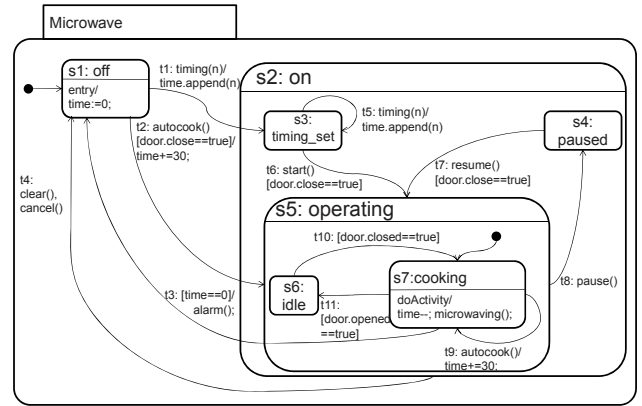 Microwave
s1: off
entry/
time:=0;
t1: timing(n)/
time.append(n)
s2: on
s3:
timing_set
t5: timing(n)/
time.append(n)
s4:
paused
t2: autocook()
[door.close==true]/
time+=30;
t6: start()
[door.close==true]
t7: resume()
[door.close==true]
t4:
clear(),
cancel()
s5: operating
t10: [door.closed==true]
s6:
idle
s7:cooking
doActivity/
time--; microwaving();
t8: pause()
t3: [time==0]/
alarm();
t11:
[door.opened
==true]
t9: autocook()/
time+=30;